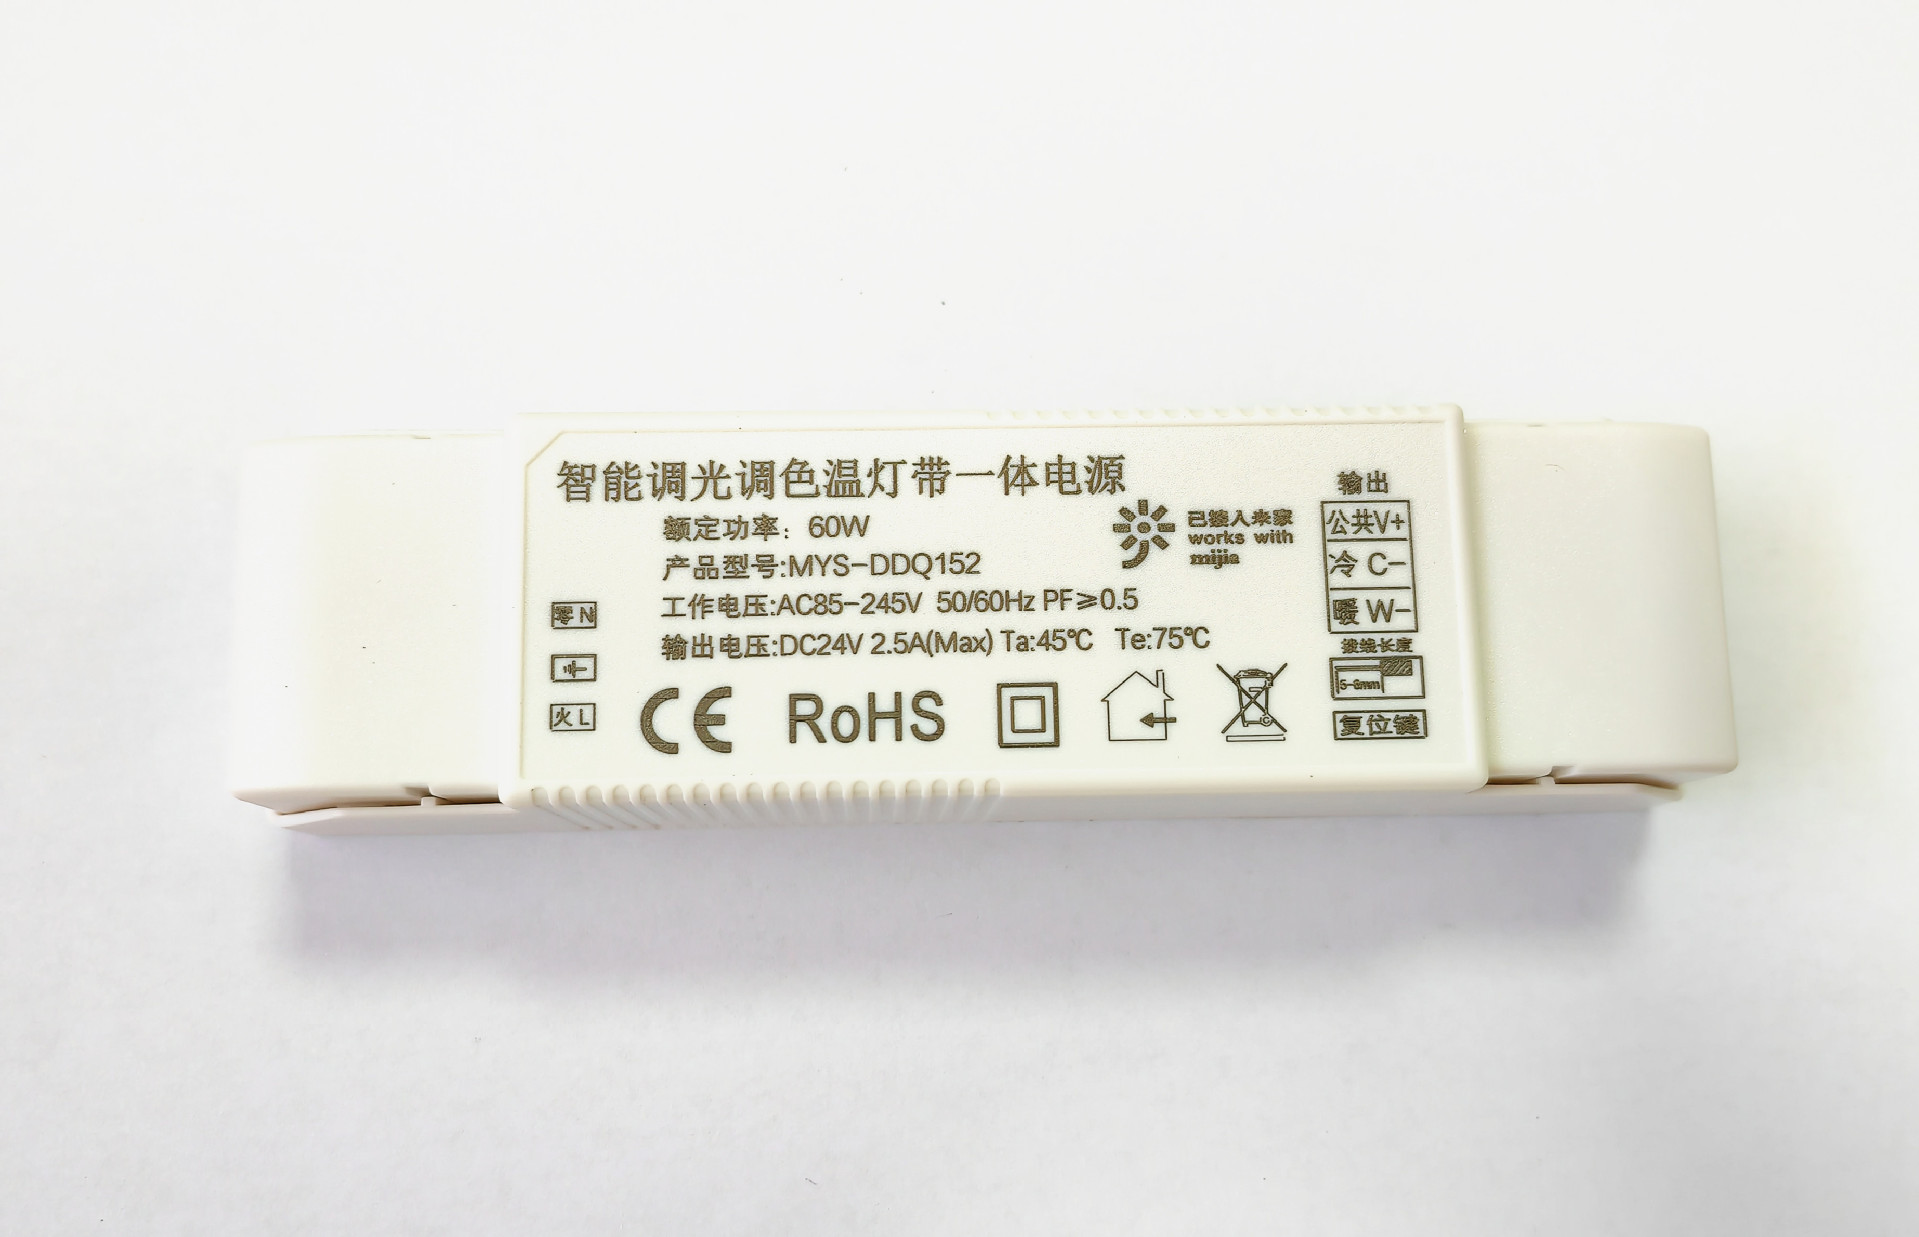 智能调光调色温灯带一体电源
额定功率：60W
产品型号:MYS-DDQ152
工作电压:AC85-245V 50/60Hz PF≥0.5
输出电压:DC24V 2.5A(Max) Ta:45℃ Te:75℃
已接入米家
works with
mijia
零 N
火 L
CE
RoHS
输出
公共V+
冷 C-
暖 W-
拨线长度
5-6mm
复位键